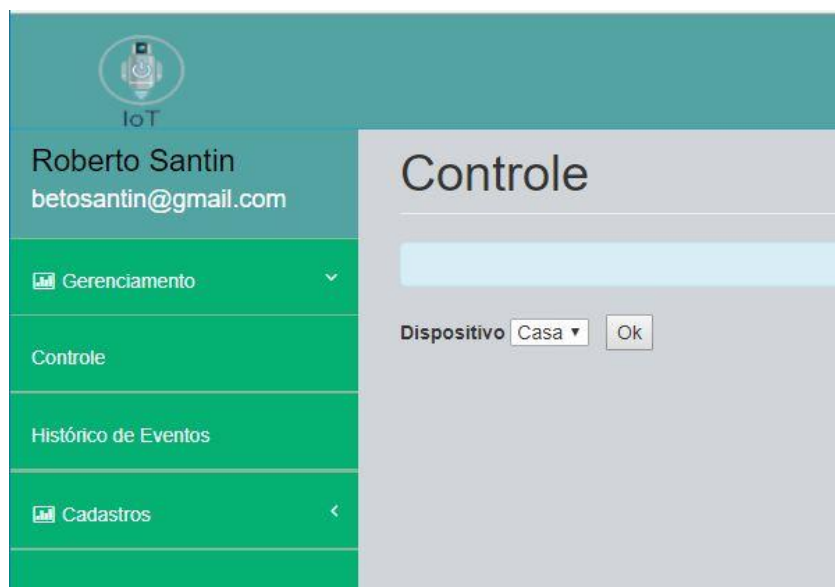 IoT
Roberto Santin
betosantin@gmail.com
Gerenciamento
Controle
Histórico de Eventos
Cadastros
Controle
Dispositivo Casa Ok